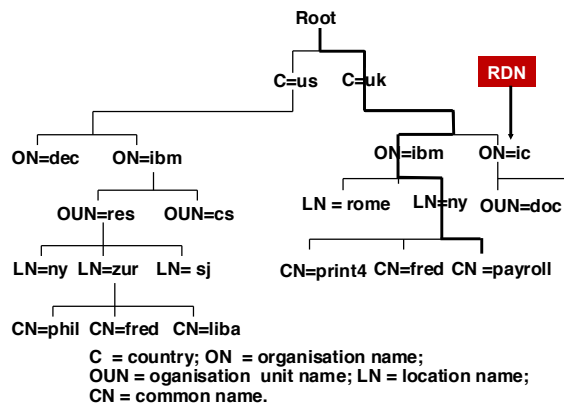 Root
RDN
C=us C=uk
ON=dec ON=ibm ON=ibm ON=ic
OUN=res OUN=cs LN = rome LN=ny OUN=doc
LN=ny LN=zur LN= sj CN=print4 CN=fred CN =payroll
CN=phil CN=fred CN=liba
C = country; ON = organisation name;
OUN = oganisation unit name; LN = location name;
CN = common name.